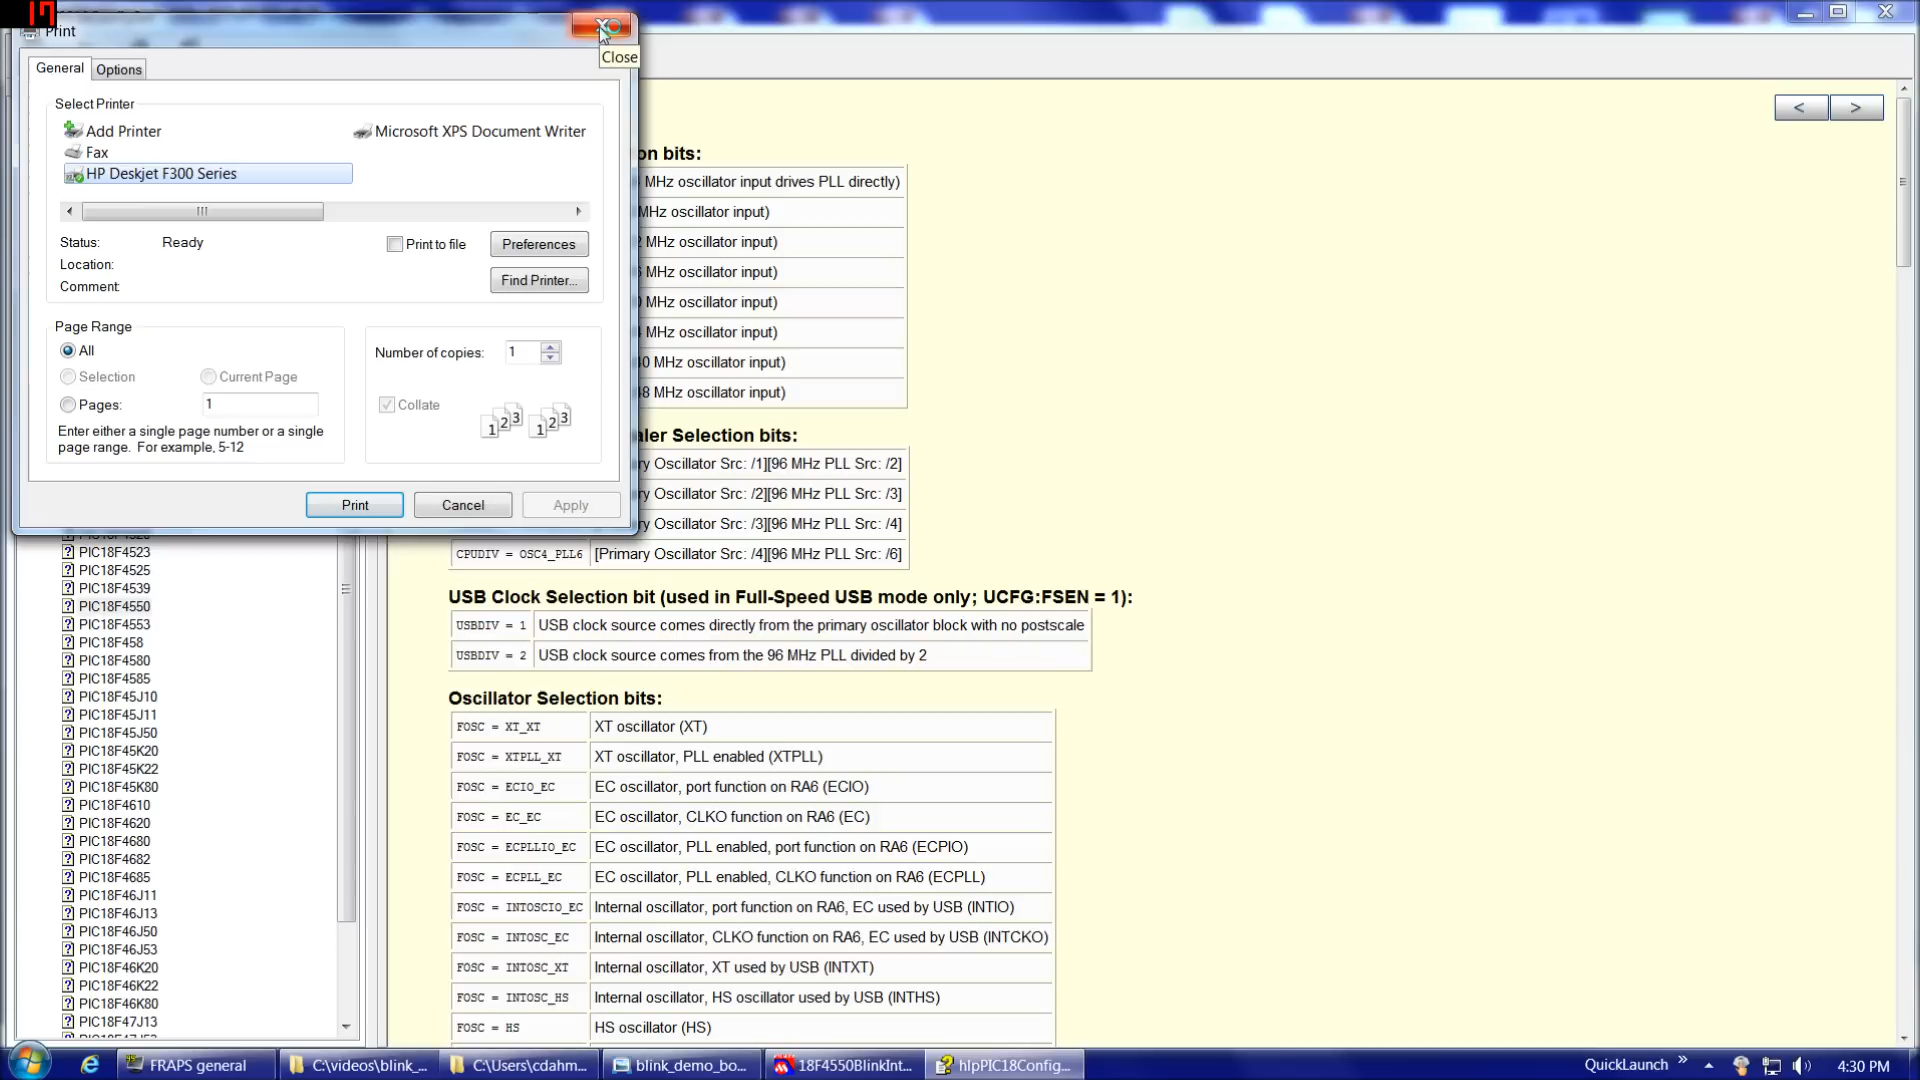 17
Print
Close
General
Options
Select Printer
Add Printer
Microsoft XPS Document Writer
Fax
HP Deskjet F300 Series
Status:
Ready
Print to file
Preferences
Location:
Comment:
Find Printer...
Page Range
All
Number of copies:
1
Selection
Current Page
Pages:
1
Collate
1 2 3
1 2 3
Enter either a single page number or a single
page range. For example, 5-12
Print
Cancel
Apply
<
>
on bits:
MHz oscillator input drives PLL directly)
MHz oscillator input)
2 MHz oscillator input)
6 MHz oscillator input)
0 MHz oscillator input)
4 MHz oscillator input)
40 MHz oscillator input)
48 MHz oscillator input)
aler Selection bits:
ry Oscillator Src: /1][96 MHz PLL Src: /2]
ry Oscillator Src: /2][96 MHz PLL Src: /3]
ry Oscillator Src: /3][96 MHz PLL Src: /4]
CPUDIV = OSC4_PLL6 [Primary Oscillator Src: /4][96 MHz PLL Src: /6]
USB Clock Selection bit (used in Full-Speed USB mode only; UCFG:FSEN = 1):
USBDIV = 1 USB clock source comes directly from the primary oscillator block with no postscale
USBDIV = 2 USB clock source comes from the 96 MHz PLL divided by 2
Oscillator Selection bits:
FOSC = XT_XT XT oscillator (XT)
FOSC = XTPLL_XT XT oscillator, PLL enabled (XTPLL)
FOSC = ECIO_EC EC oscillator, port function on RA6 (ECIO)
FOSC = EC_EC EC oscillator, CLKO function on RA6 (EC)
FOSC = ECPLLIO_EC EC oscillator, PLL enabled, port function on RA6 (ECPIO)
FOSC = ECPLL_EC EC oscillator, PLL enabled, CLKO function on RA6 (ECPLL)
FOSC = INTOSCIO_EC Internal oscillator, port function on RA6, EC used by USB (INTIO)
FOSC = INTOSC_EC Internal oscillator, CLKO function on RA6, EC used by USB (INTCKO)
FOSC = INTOSC_XT Internal oscillator, XT used by USB (INTXT)
FOSC = INTOSC_HS Internal oscillator, HS oscillator used by USB (INTHS)
FOSC = HS HS oscillator (HS)
PIC18F4523
PIC18F4525
PIC18F4539
PIC18F4550
PIC18F4553
PIC18F458
PIC18F4580
PIC18F4585
PIC18F45J10
PIC18F45J11
PIC18F45J50
PIC18F45K20
PIC18F45K22
PIC18F45K80
PIC18F4610
PIC18F4620
PIC18F4680
PIC18F4682
PIC18F4685
PIC18F46J11
PIC18F46J13
PIC18F46J50
PIC18F46J53
PIC18F46K20
PIC18F46K22
PIC18F46K80
PIC18F47J13
FRAPS general
C:\videos\blink_...
C:\Users\cdahm...
blink_demo_bo...
18F4550BlinkInt...
hlpPIC18Config...
QuickLaunch
4:30 PM